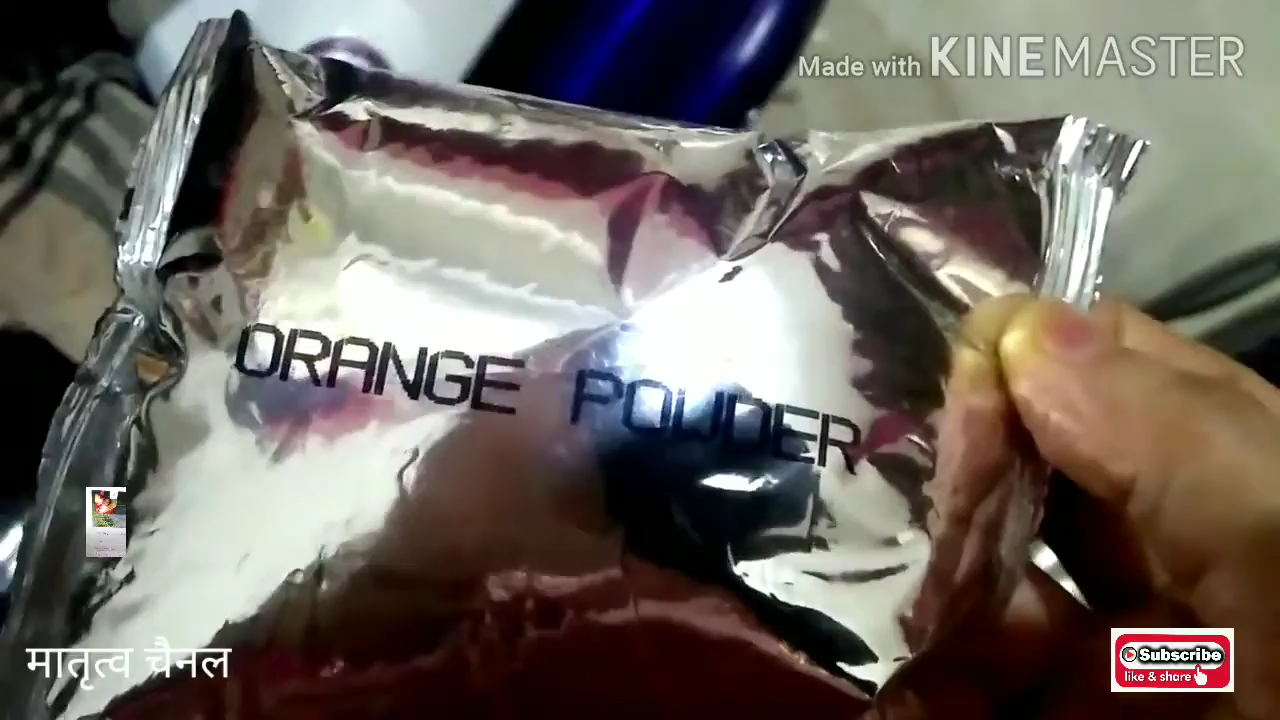 Made with KINEMASTER
ORANGE POWDER
मातृत्व चैनल
Subscribe
like & share